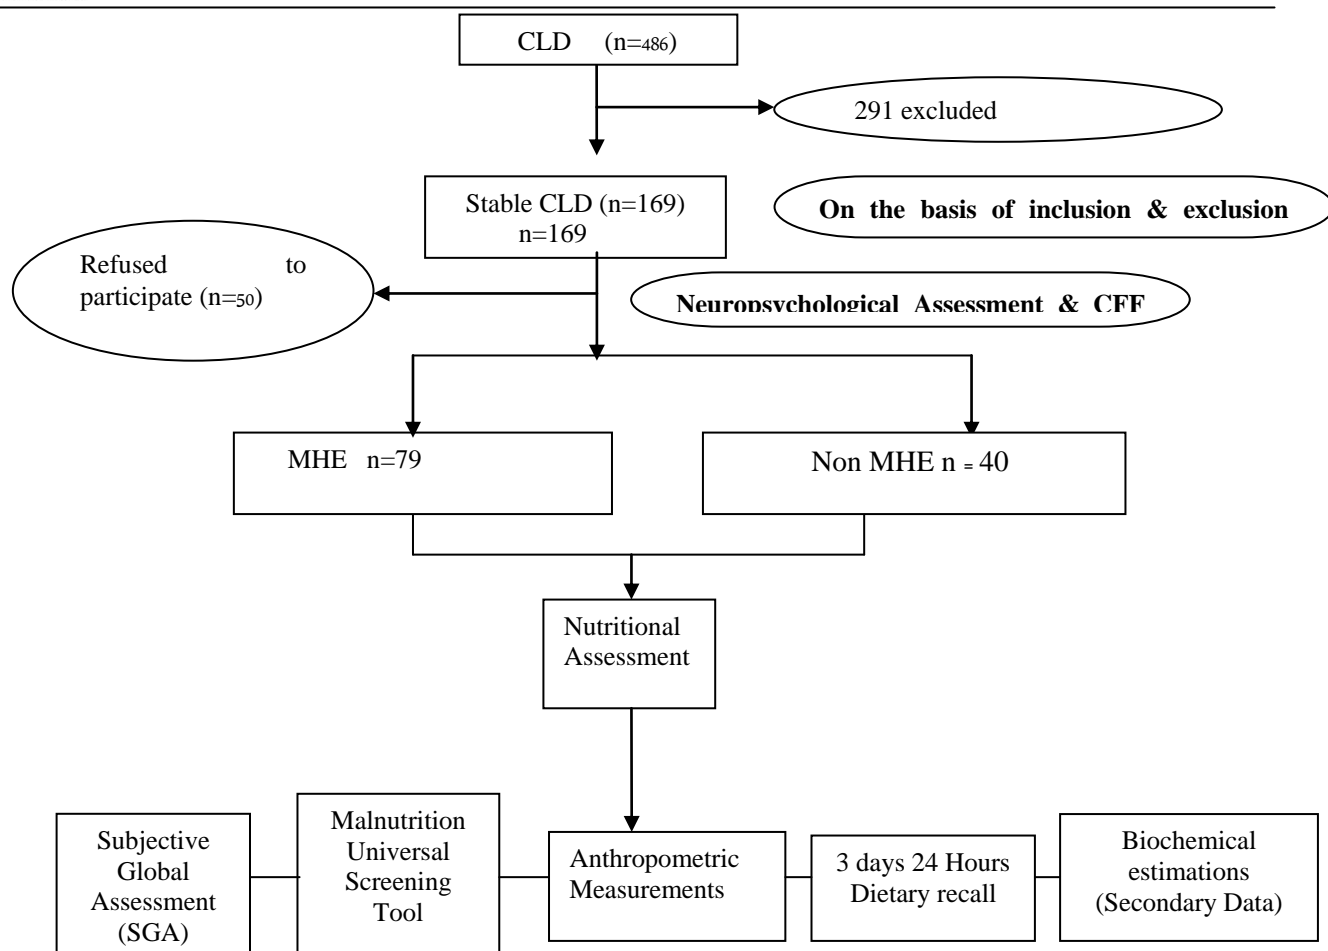 CLD (n=486)
291 excluded
Stable CLD (n=169)
n=169
On the basis of inclusion & exclusion
Refused to
participate (n=50)
Neuropsychological Assessment & CFF
MHE n=79
Non MHE n = 40
Nutritional
Assessment
Subjective
Global
Assessment
(SGA)
Malnutrition
Universal
Screening
Tool
Anthropometric
Measurements
3 days 24 Hours
Dietary recall
Biochemical
estimations
(Secondary Data)